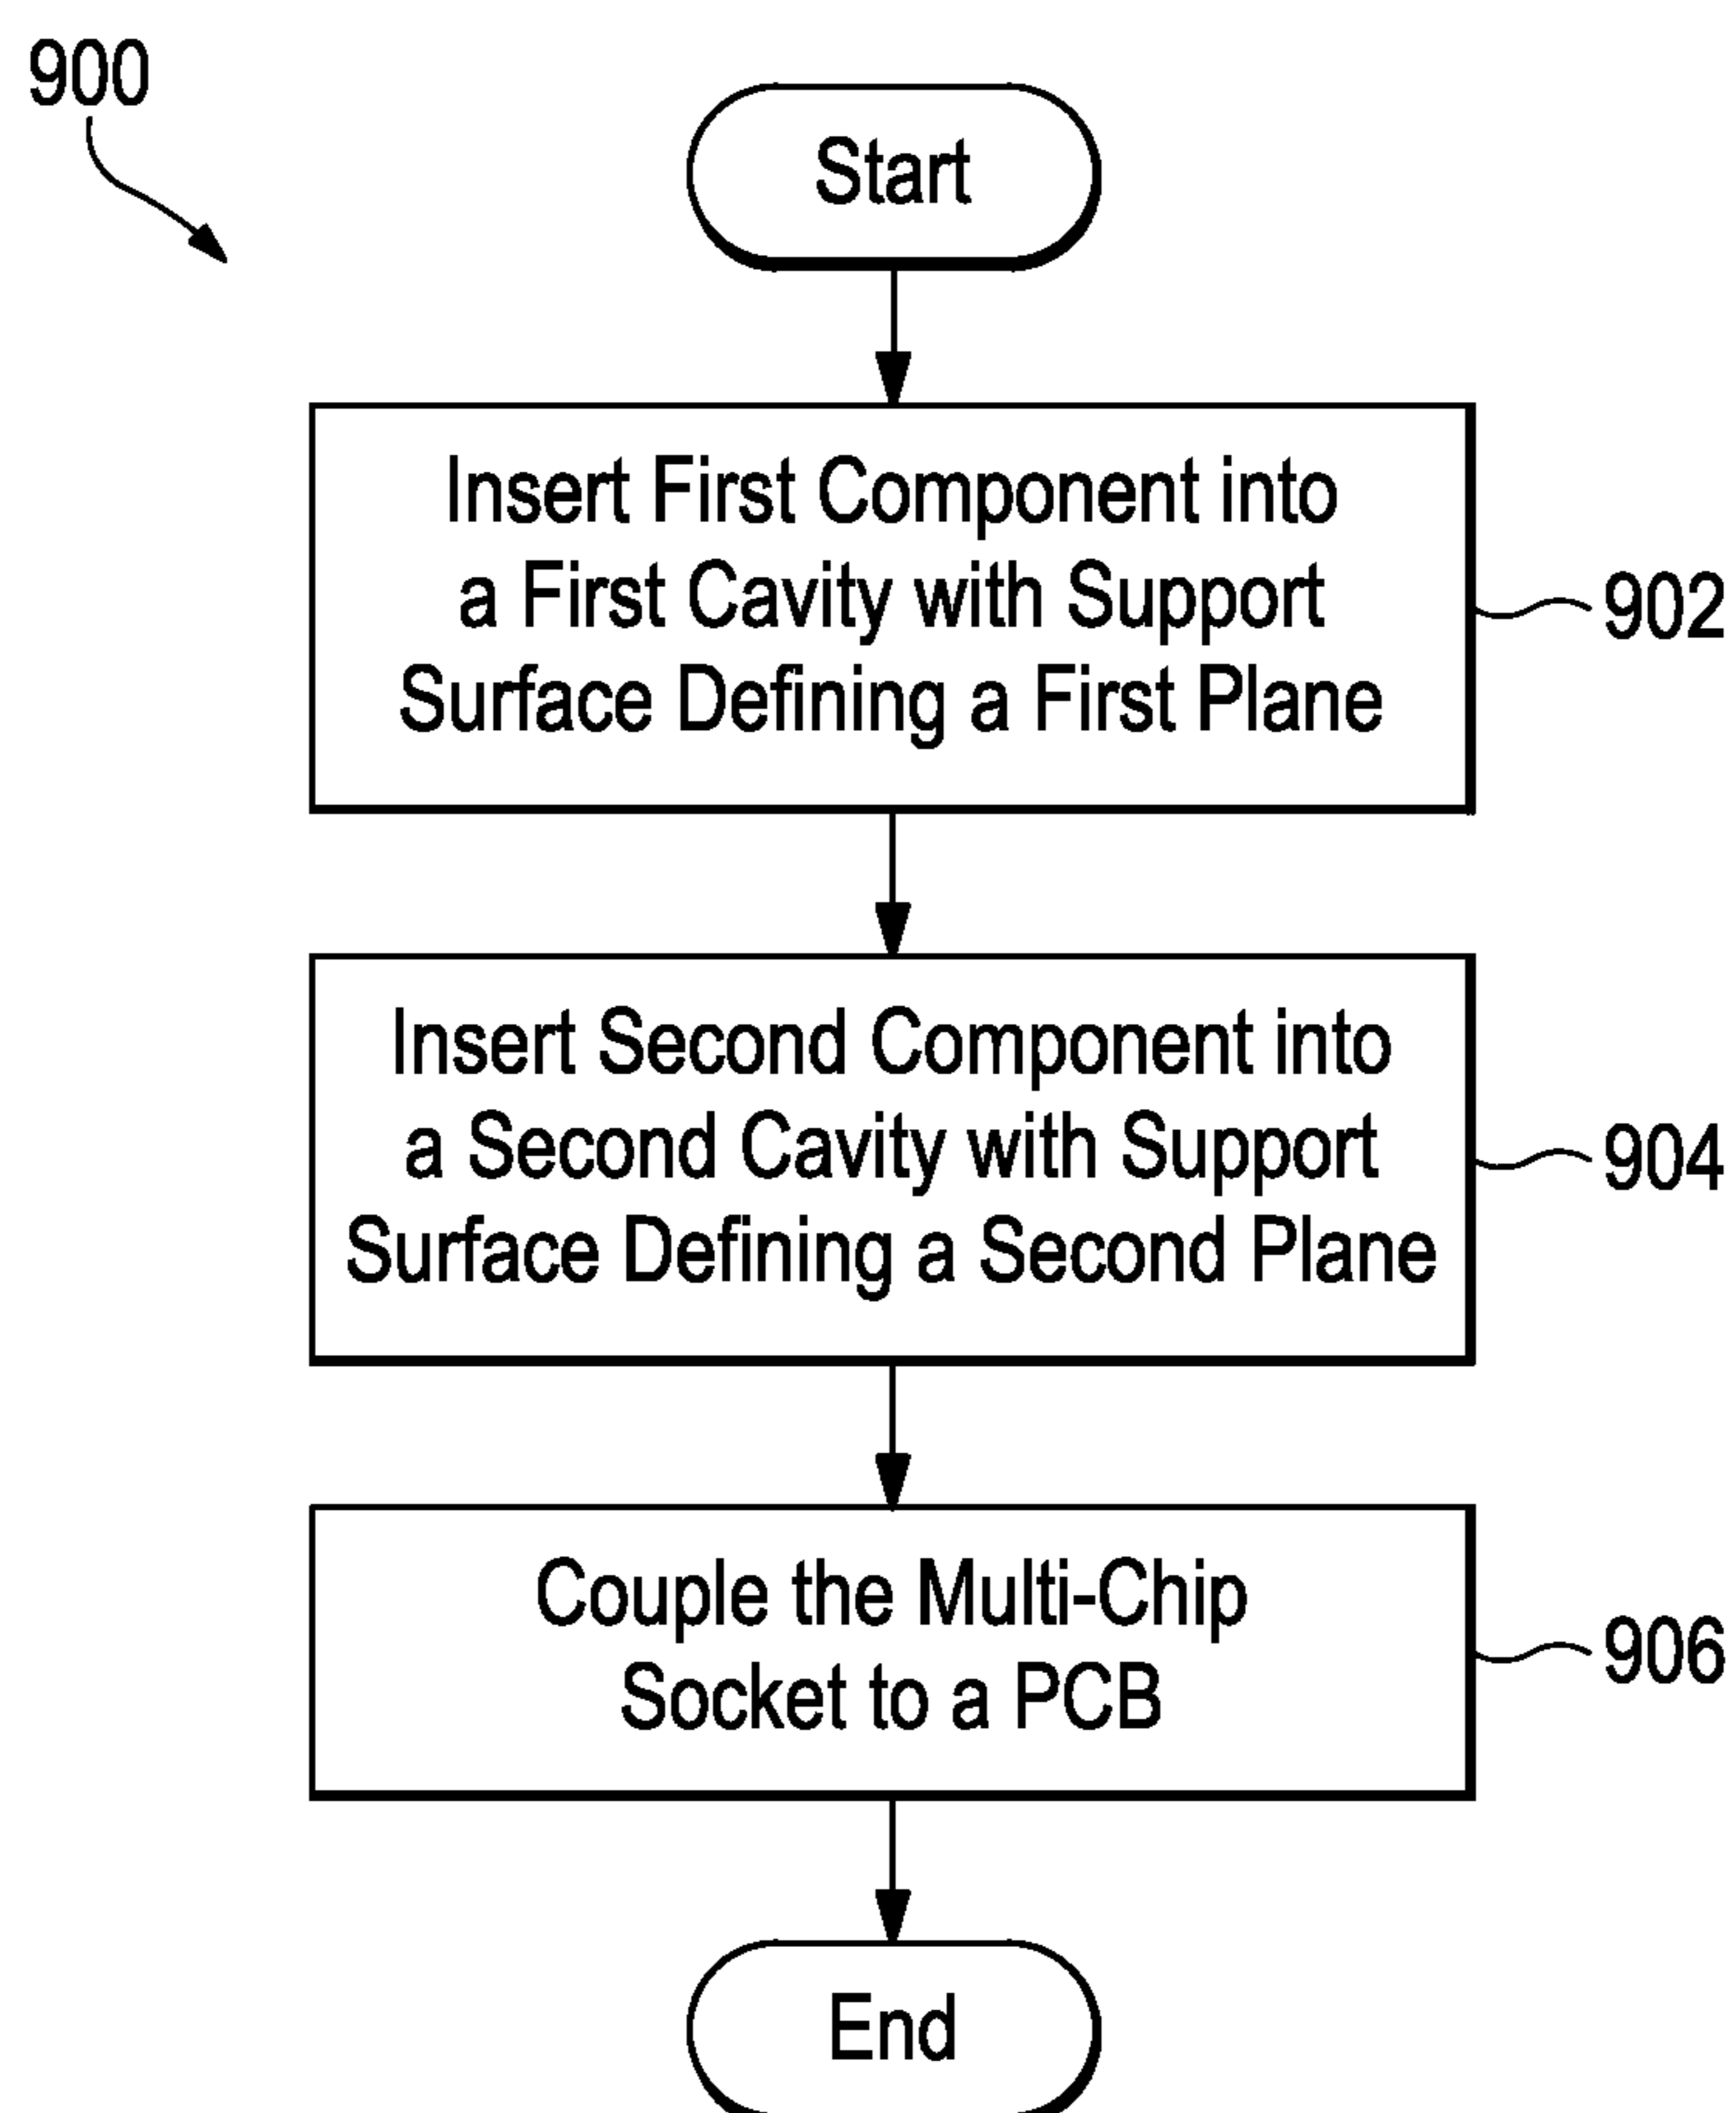 900
Start
Insert First Component into
a First Cavity with Support
Surface Defining a First Plane
902
Insert Second Component into
a Second Cavity with Support
Surface Defining a Second Plane
904
Couple the Multi-Chip
Socket to a PCB
906
End